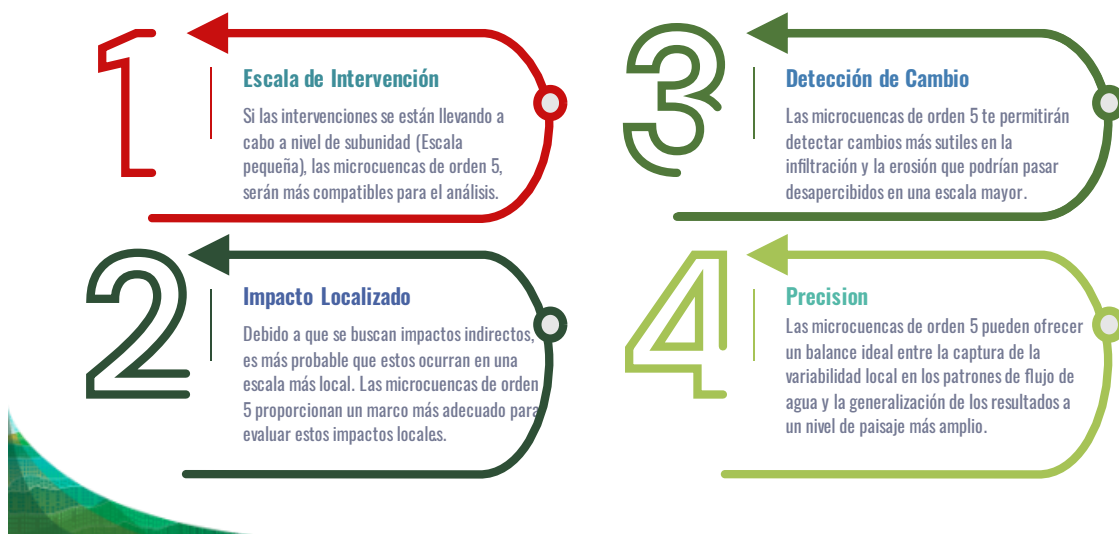 1
Escala de Intervención
Si las intervenciones se están llevando a
cabo a nivel de subunidad (Escala
pequeña), las microcuencas de orden 5,
serán más compatibles para el análisis.
2
Impacto Localizado
Debido a que se buscan impactos indirectos,
es más probable que estos ocurran en una
escala más local. Las microcuencas de orden
5 proporcionan un marco más adecuado para
evaluar estos impactos locales.
3
Detección de Cambio
Las microcuencas de orden 5 te permitirán
detectar cambios más sutiles en la
infiltración y la erosión que podrían pasar
desapercibidos en una escala mayor.
4
Precision
Las microcuencas de orden 5 pueden ofrecer
un balance ideal entre la captura de la
variabilidad local en los patrones de flujo de
agua y la generalización de los resultados a
un nivel de paisaje más amplio.